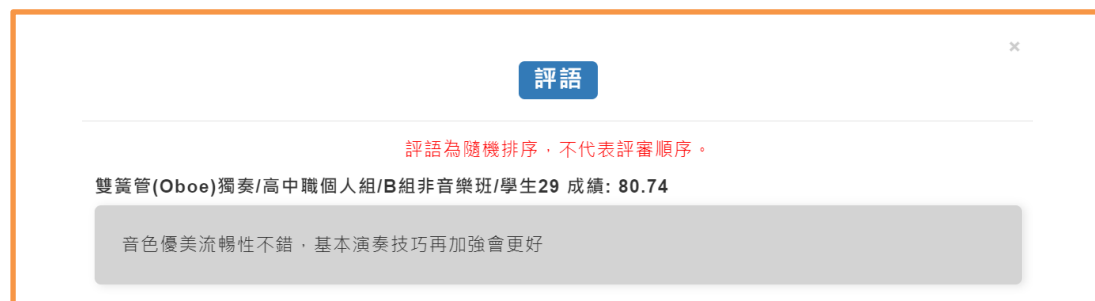 ×
評語
評語為隨機排序，不代表評審順序。
雙簧管(Oboe)獨奏/高中職個人組/B組非音樂班/學生29 成績: 80.74
音色優美流暢性不錯，基本演奏技巧再加強會更好